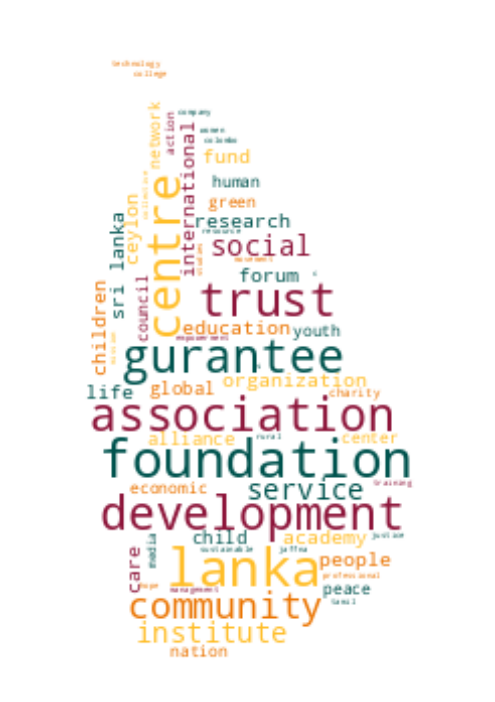 technology
college
company
network
action
women
colombo
international
fund
collective
centre
human
green
ceylon
sri lanka
research
resource
social
studies
movement
forum
council
children
trust
education
youth
empowerment
gurantee
organization
life
global
charity
association
alliance
rural
center
foundation
economic
service
training
development
child
academy
justice
media
sustainable
jaffna
care
lanka
people
professional
hope
management
peace
community
tamil
institute
nation